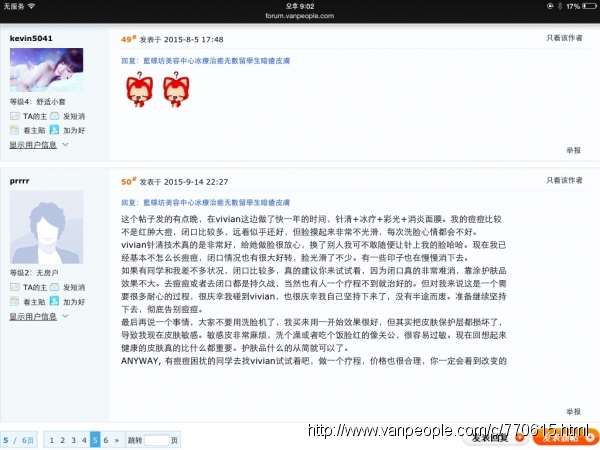 无服务 오후 9:02 17%
forum.vanpeople.com
kevin5041
等级4：舒适小套
TA的主 发短消
看主贴 加为好
显示用户信息
49# 发表于 2015-8-5 17:48 只看该作者
回复：藍蝶坊美容中心冰療治癒无數留學生暗瘡皮膚
举报
prrrr
等级2：无房户
TA的主 发短消
看主贴 加为好
显示用户信息
50# 发表于 2015-9-14 22:27 只看该作者
回复：藍蝶坊美容中心冰療治癒无數留學生暗瘡皮膚
这个帖子发的有点晚，在vivian这边做了快一年的时间，针清+冰疗+彩光+消炎面膜。我的痘痘比较
不是红肿大痘，闭口比较多，远看似乎还好，但脸摸起来非常不光滑，每次洗脸心情都会不好。
vivian针清技术真的是非常好，给她做脸很放心，换了别人我可不敢随便让针上我的脸哈哈。现在我已
经基本不怎么长痘痘，闭口情况也有很大好转，脸光滑了不少。有一些印子也在慢慢消下去。
如果有同学和我差不多状况，闭口比较多，真的建议你来试试看，因为闭口真的非常难消，靠涂护肤品
效果不大。去痘痘或者去闭口都是持久战，当然也有人一个疗程不到就治好的。但对我来说这是一个需
要很多耐心的过程，很庆幸我碰到vivian，也很庆幸我自己坚持下来了，没有半途而废。准备继续坚持
下去，彻底告别痘痘。
最后再说一个事情，大家不要用洗脸机了，我买来用一开始效果很好，但其实把皮肤保护层都损坏了，
导致我现在皮肤敏感。敏感皮非常麻烦，洗个澡或者吃个饭脸红的像关公，很容易过敏。现在回想起来
健康的皮肤真的比什么都重要。护肤品什么的从简就可以了。
ANYWAY, 有痘痘困扰的同学去找vivian试试看吧，做一个疗程，价格也很合理，你一定会看到改变的
举报
5 / 6页 1 2 3 4 5 6 » 跳转 页 发表回复
http://www.vanpeople.com/c/770615.html